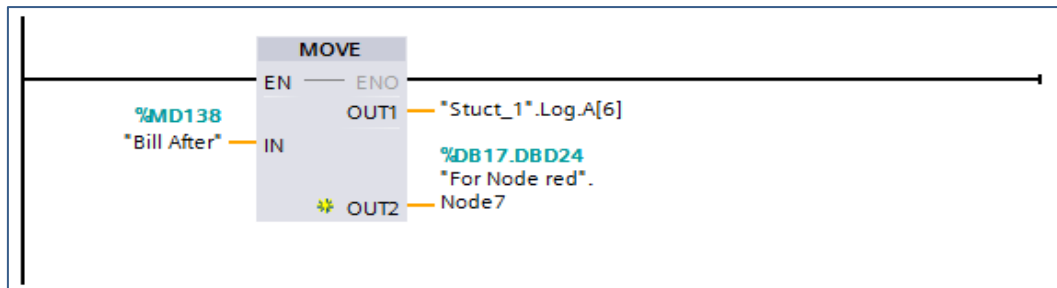 MOVE
EN ENO
%MD138
"Bill After"
IN
OUT1
"Stuct_1".Log.A[6]
%DB17.DBD24
"For Node red".
Node7
OUT2